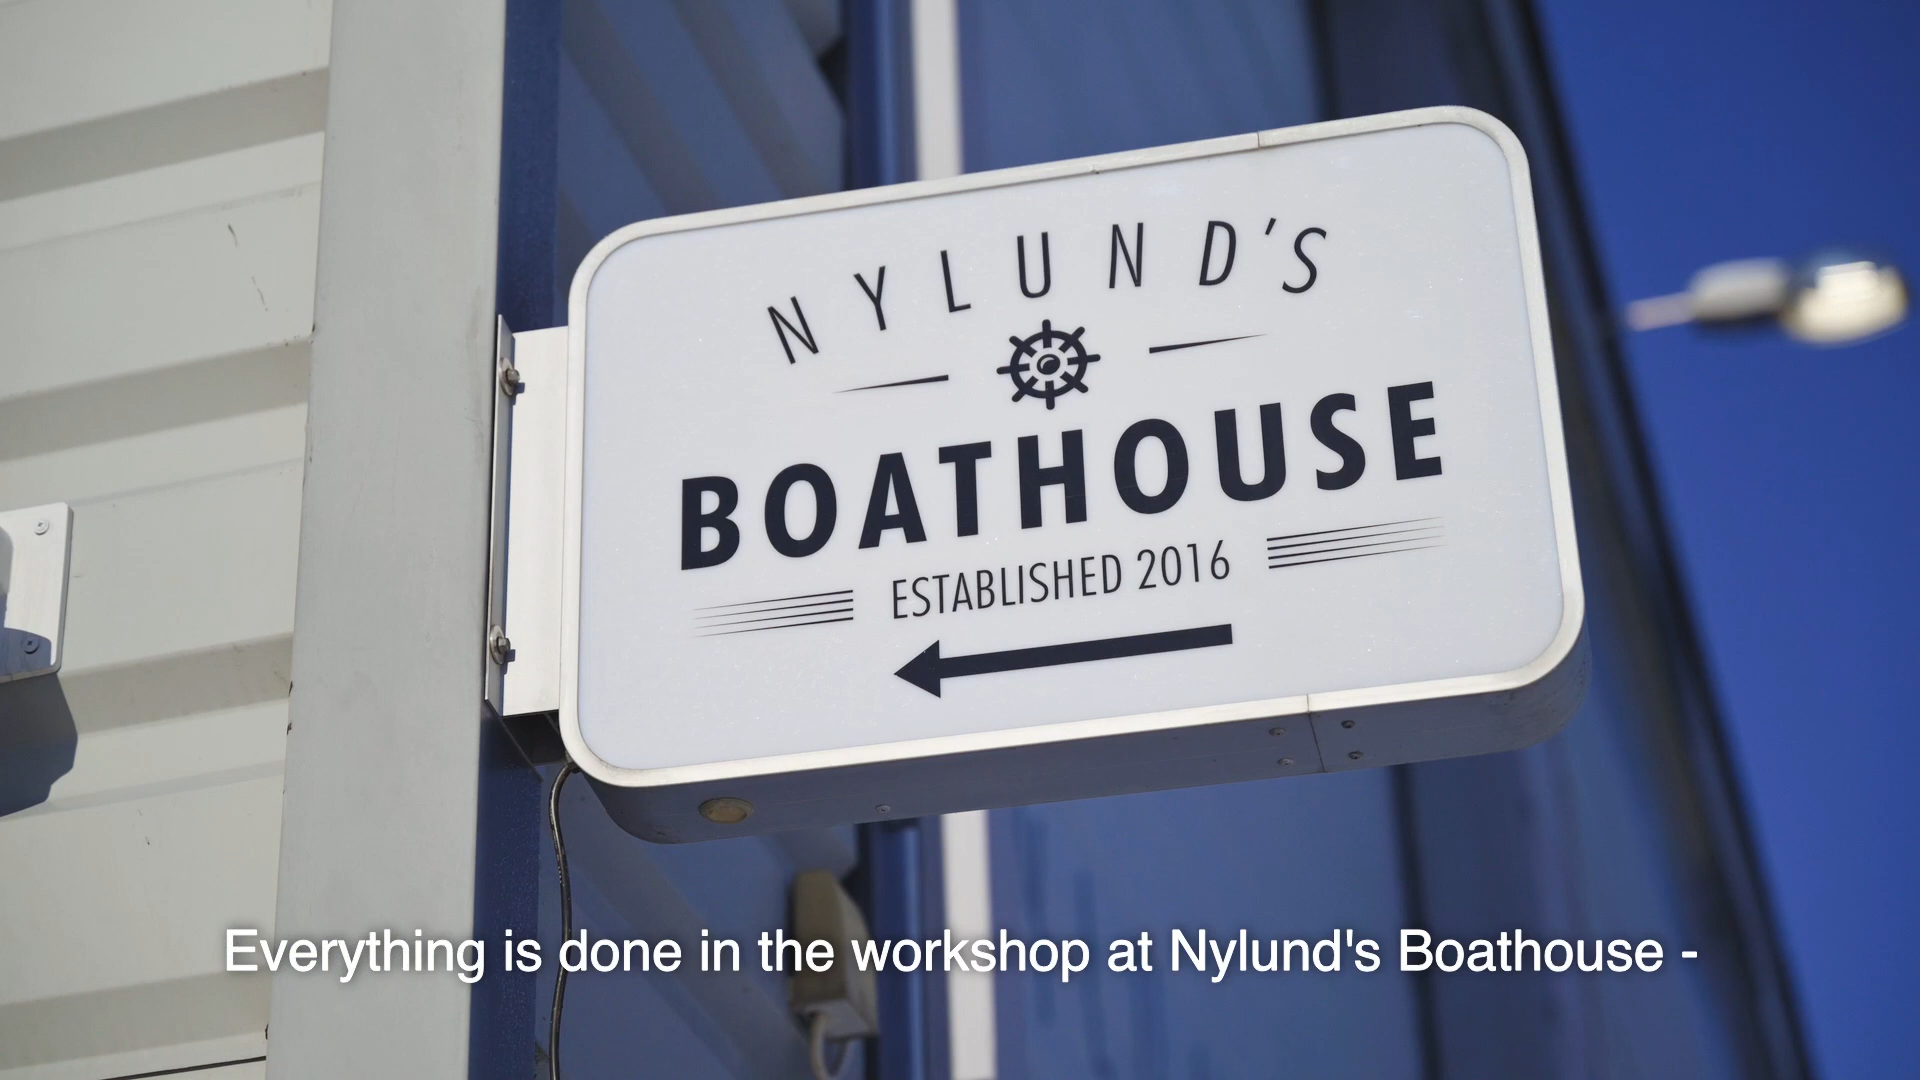 NYLUND'S
BOATHOUSE
ESTABLISHED 2016
Everything is done in the workshop at Nylund's Boathouse -